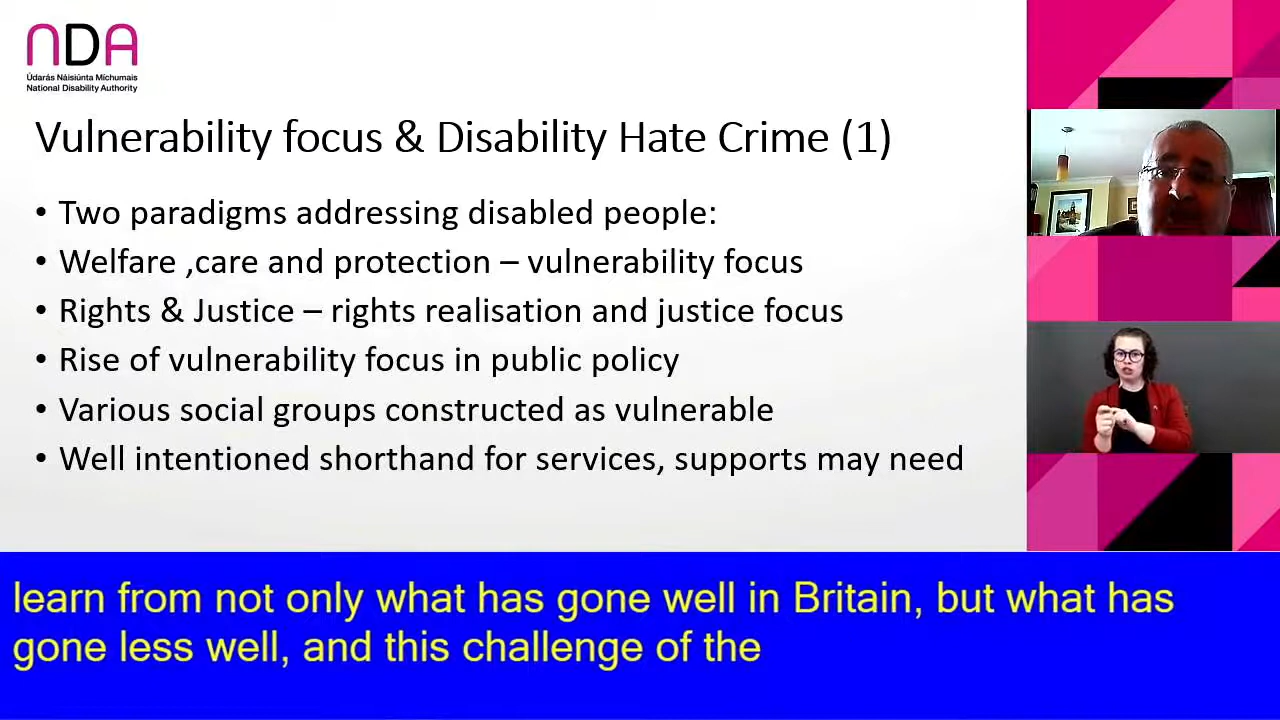 NDA
Údarás Náisiúnta Míchumais
National Disability Authority
Vulnerability focus & Disability Hate Crime (1)
• Two paradigms addressing disabled people:
• Welfare ,care and protection – vulnerability focus
• Rights & Justice – rights realisation and justice focus
• Rise of vulnerability focus in public policy
• Various social groups constructed as vulnerable
• Well intentioned shorthand for services, supports may need
learn from not only what has gone well in Britain, but what has
gone less well, and this challenge of the